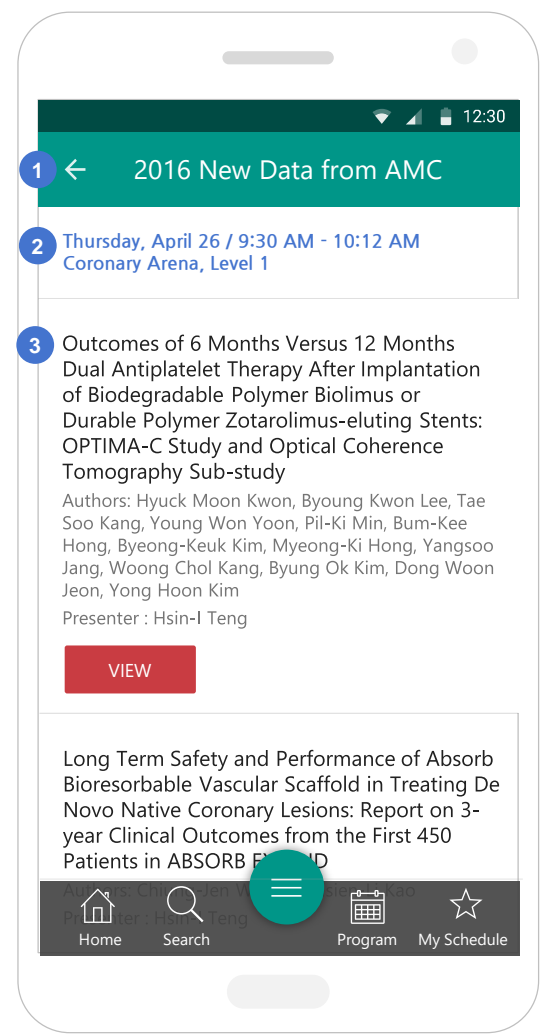 12:30
1
2016 New Data from AMC
2
Thursday, April 26 / 9:30 AM - 10:12 AM
Coronary Arena, Level 1
3
Outcomes of 6 Months Versus 12 Months
Dual Antiplatelet Therapy After Implantation
of Biodegradable Polymer Biolimus or
Durable Polymer Zotarolimus-eluting Stents:
OPTIMA-C Study and Optical Coherence
Tomography Sub-study
Authors: Hyuck Moon Kwon, Byoung Kwon Lee, Tae
Soo Kang, Young Won Yoon, Pil-Ki Min, Bum-Kee
Hong, Byeong-Keuk Kim, Myeong-Ki Hong, Yangsoo
Jang, Woong Chol Kang, Byung Ok Kim, Dong Woon
Jeon, Yong Hoon Kim
Presenter : Hsin-I Teng
VIEW
Long Term Safety and Performance of Absorb
Bioresorbable Vascular Scaffold in Treating De
Novo Native Coronary Lesions: Report on 3-
year Clinical Outcomes from the First 450
Patients in ABSORB
Authors: Kao
Presenter : Teng
Home Search Program My Schedule